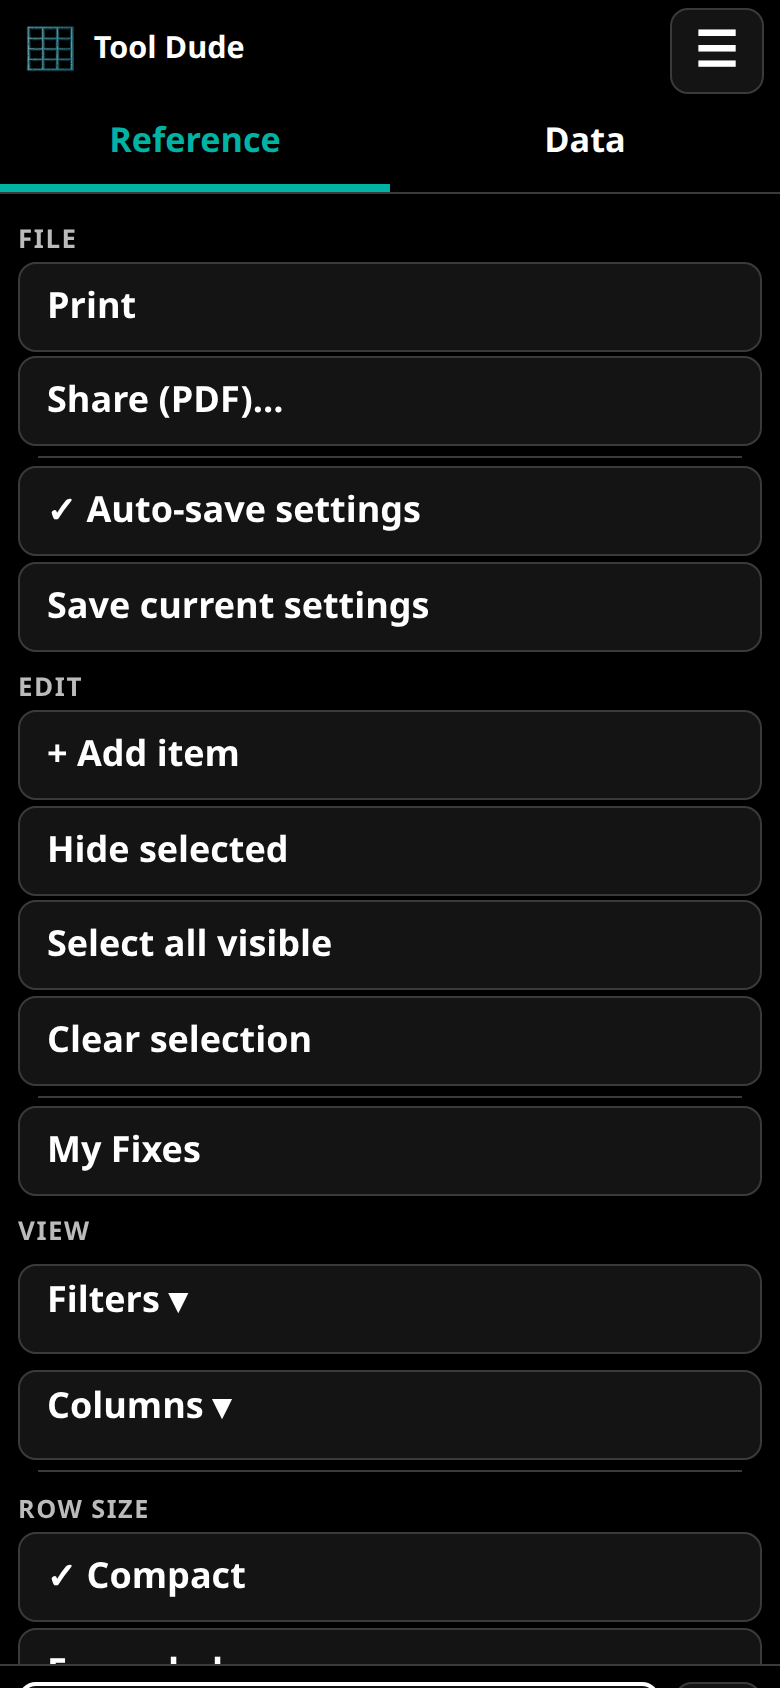 Tool Dude
☰
Reference
Data
FILE
Print
Share (PDF)...
✓ Auto-save settings
Save current settings
EDIT
+ Add item
Hide selected
Select all visible
Clear selection
My Fixes
VIEW
Filters ▾
Columns ▾
ROW SIZE
✓ Compact